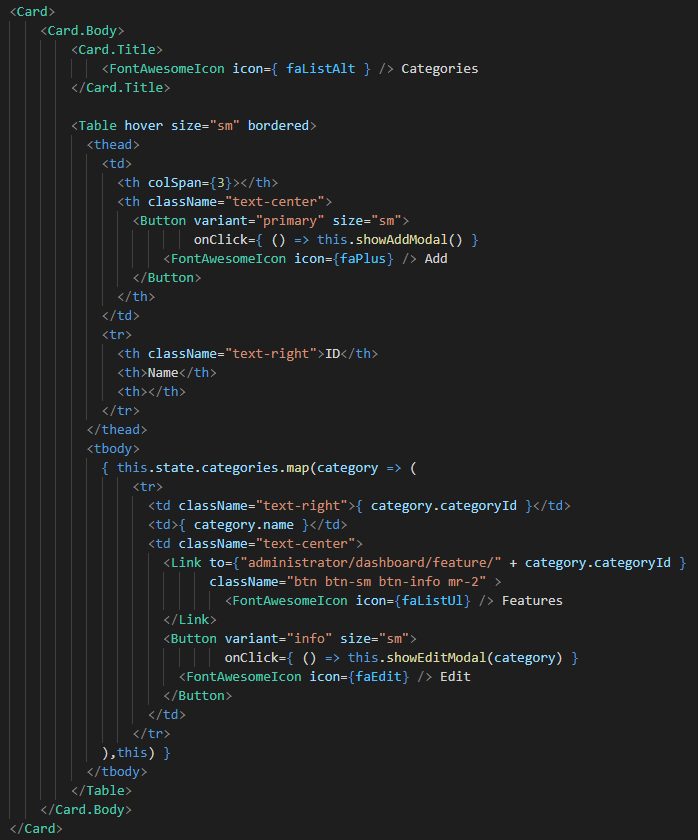 <Card>
<Card.Body>
<Card.Title>
<FontAwesomeIcon icon={ faListAlt } /> Categories
</Card.Title>
<Table hover size="sm" bordered>
<thead>
<td>
<th colSpan={3}></th>
<th className="text-center">
<Button variant="primary" size="sm">
onClick={ () => this.showAddModal() }
<FontAwesomeIcon icon={faPlus} /> Add
</Button>
</th>
</td>
<tr>
<th className="text-right">ID</th>
<th>Name</th>
<th></th>
</tr>
</thead>
<tbody>
{ this.state.categories.map(category => (
<tr>
<td className="text-right">{ category.categoryId }</td>
<td>{ category.name }</td>
<td className="text-center">
<Link to={"administrator/dashboard/feature/" + category.categoryId }
className="btn btn-sm btn-info mr-2" >
<FontAwesomeIcon icon={faListUl} /> Features
</Link>
<Button variant="info" size="sm">
onClick={ () => this.showEditModal(category) }
<FontAwesomeIcon icon={faEdit} /> Edit
</Button>
</td>
</tr>
),this) }
</tbody>
</Table>
</Card.Body>
</Card>